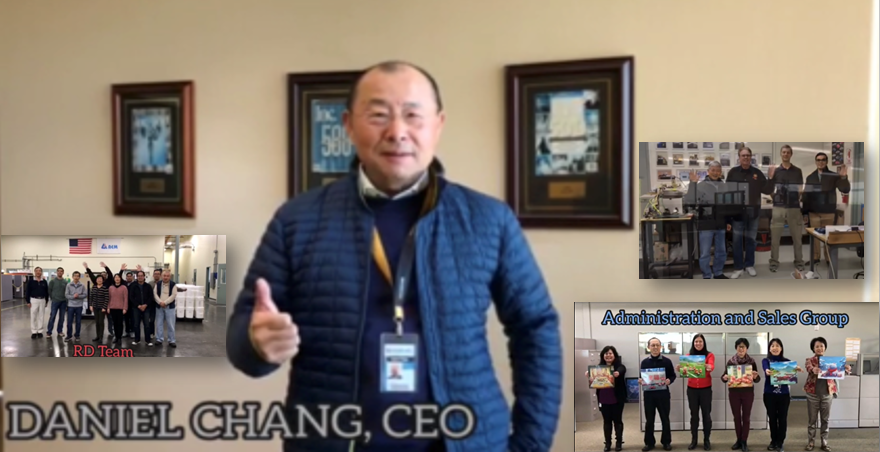 Inc.
500
RD Team
Administration and Sales Group
DANIEL CHANG, CEO